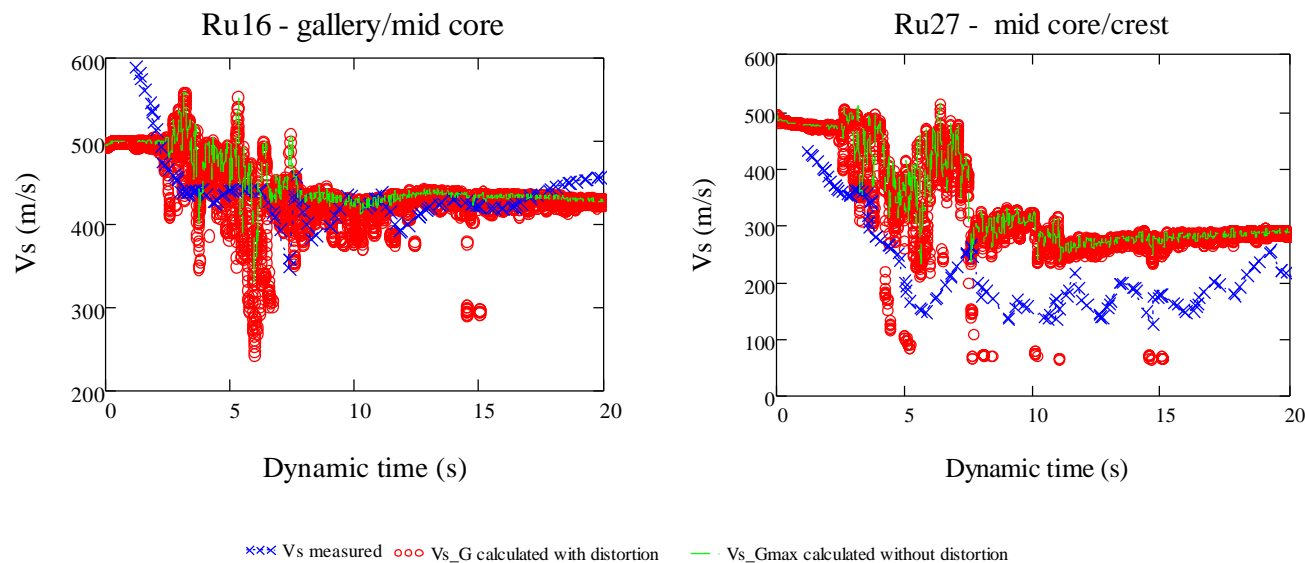 Ru16 - gallery/mid core
600
500
400
300
200
0
5
10
15
20
Vs (m/s)
Dynamic time (s)
Ru27 - mid core/crest
600
500
400
300
200
100
0
0
5
10
15
20
Vs (m/s)
Dynamic time (s)
Vs measured
Vs_G calculated with distortion
Vs_Gmax calculated without distortion